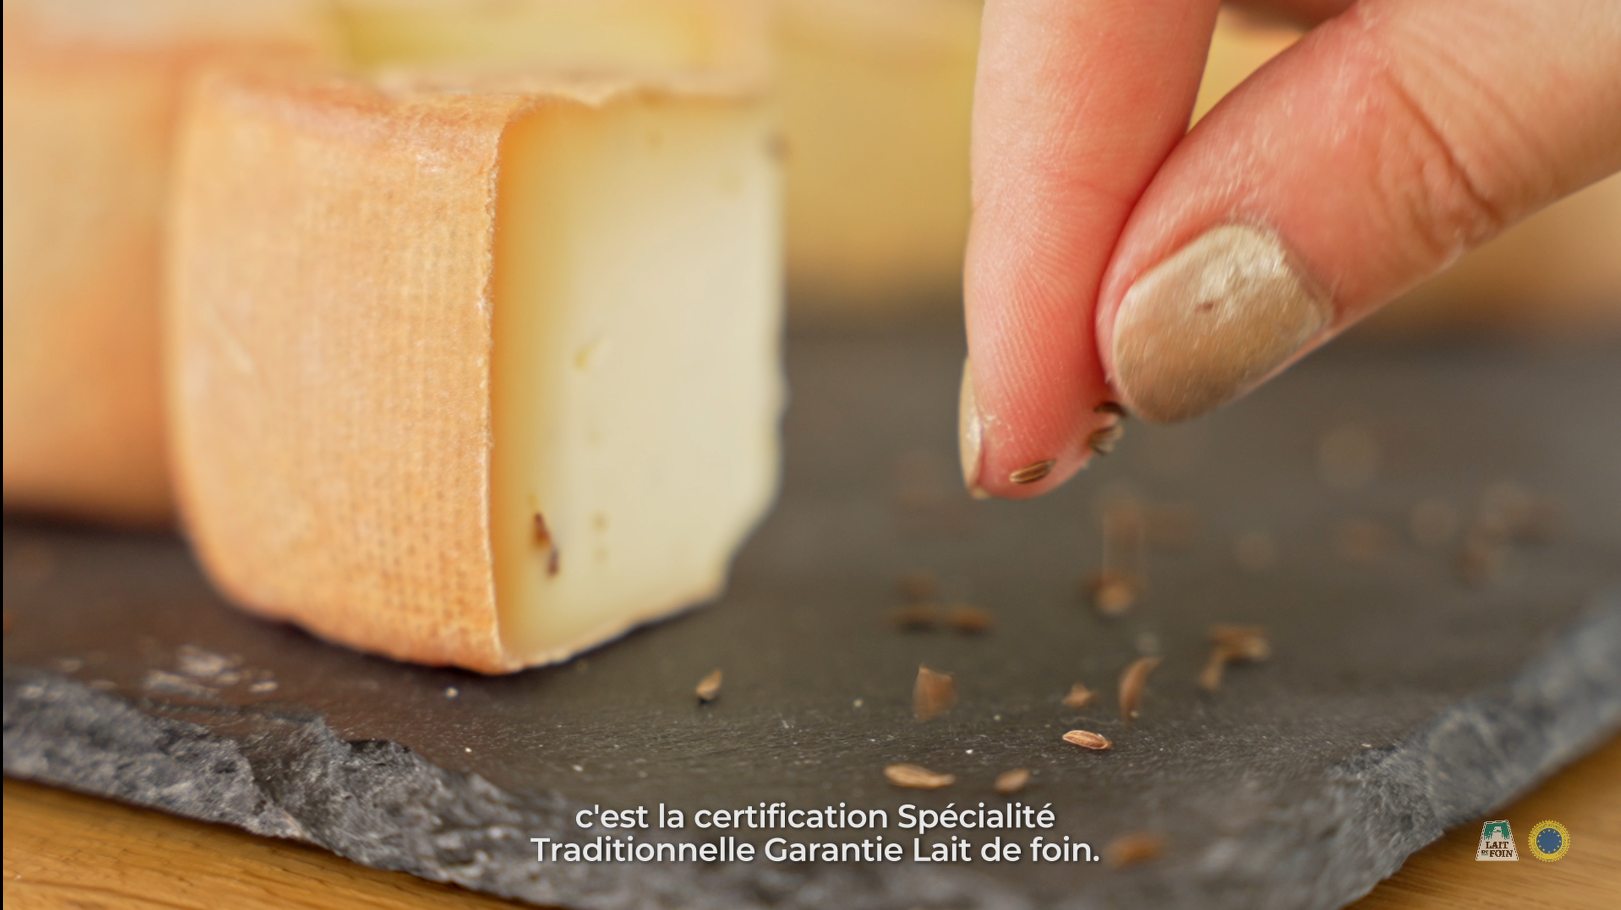 c'est la certification Spécialité
Traditionnelle Garantie Lait de foin.
LAIT
DE FOIN